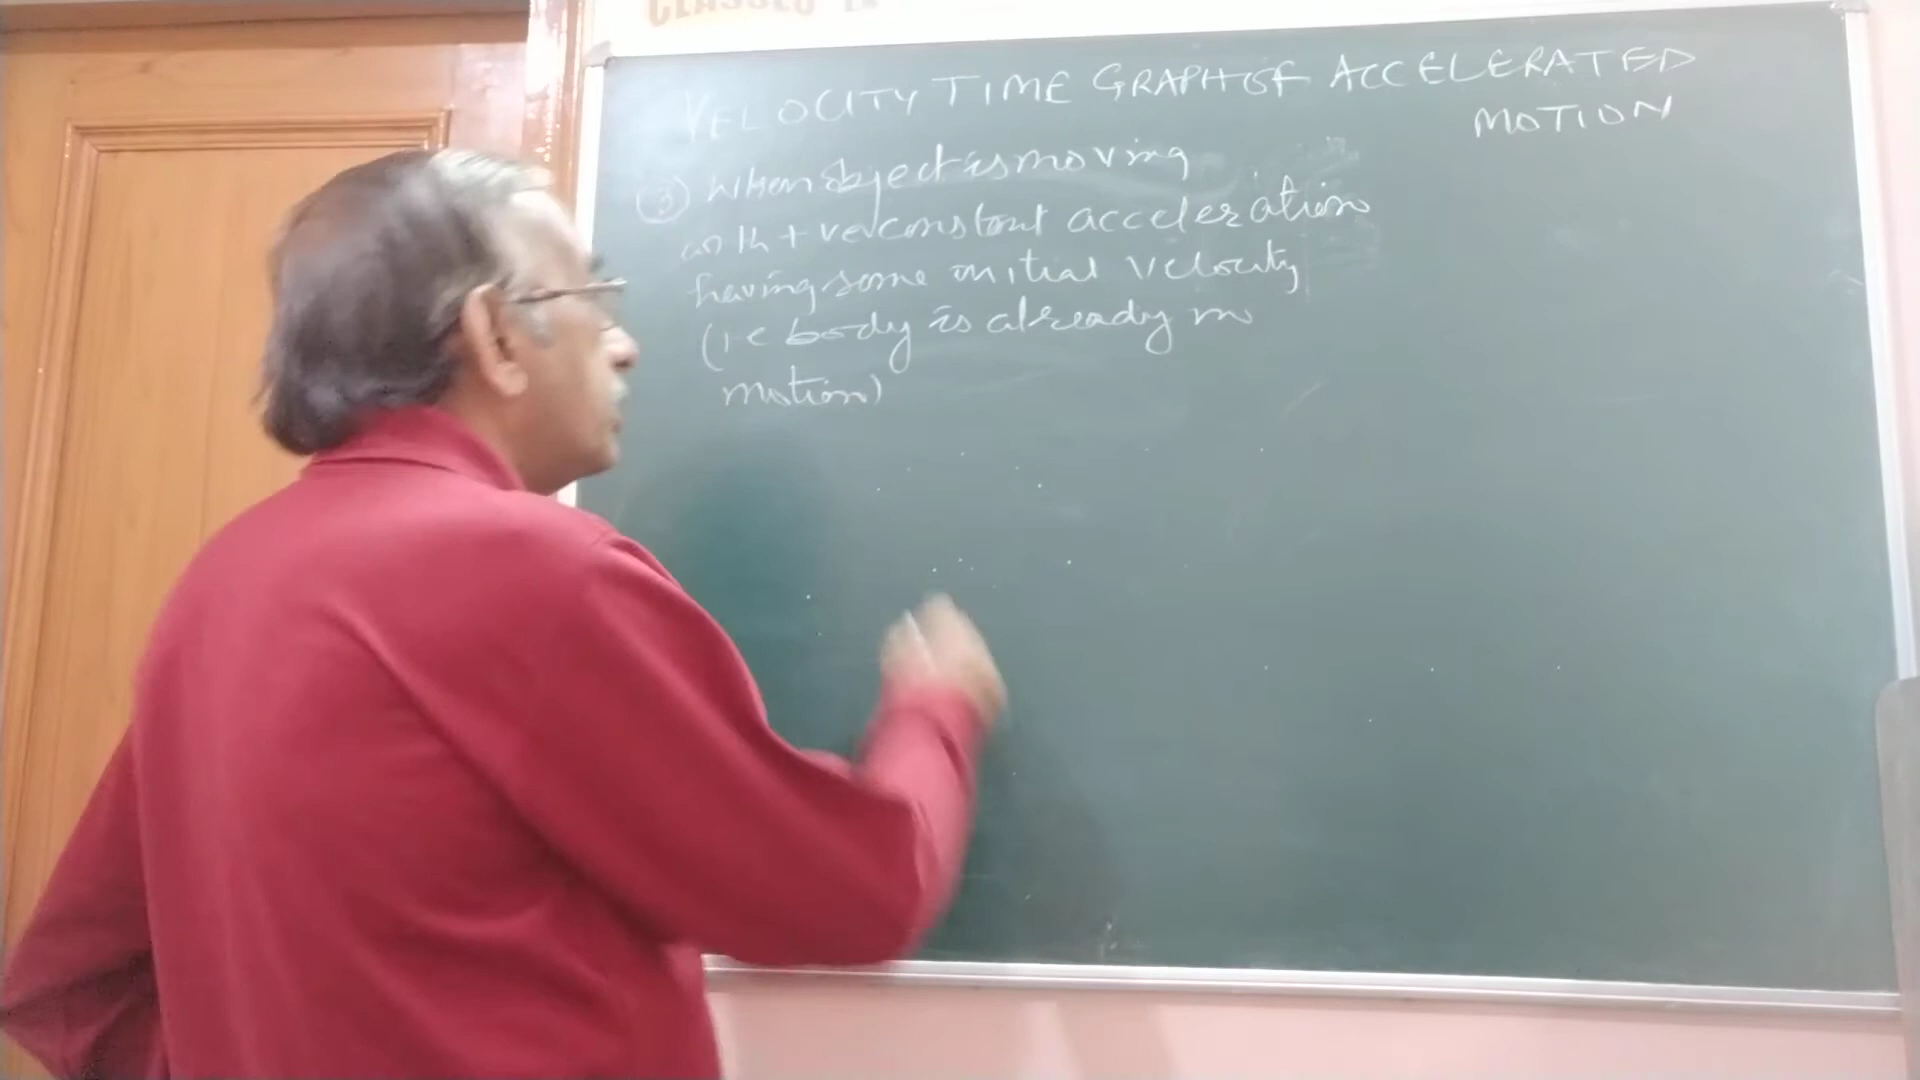 VELOCITY TIME GRAPH OF ACCELERATED
MOTION
When object is moving
with +ve constant acceleration
having some initial velocity
(i.e body is already in
motion)